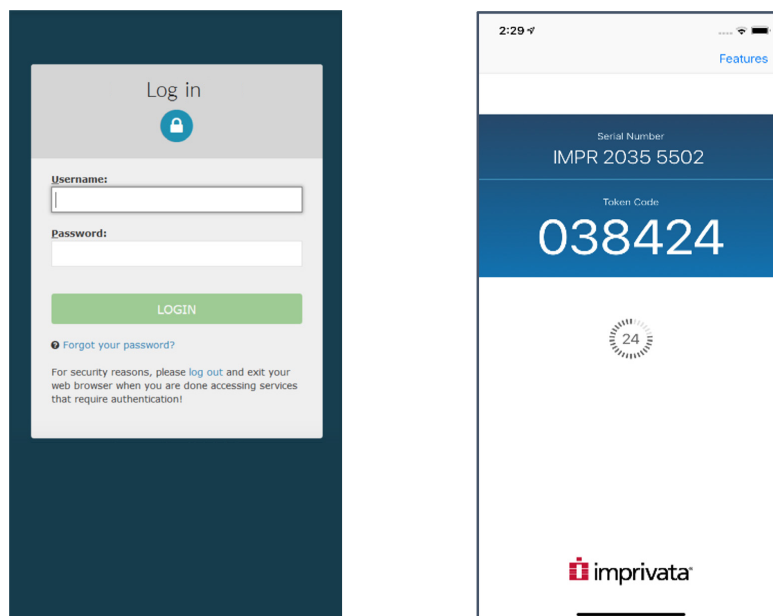 Log in
Username:
Password:
LOGIN
Forgot your password?
For security reasons, please log out and exit your
web browser when you are done accessing services
that require authentication!
2:29
Features
Serial Number
IMPR 2035 5502
Token Code
038424
24
imprivata